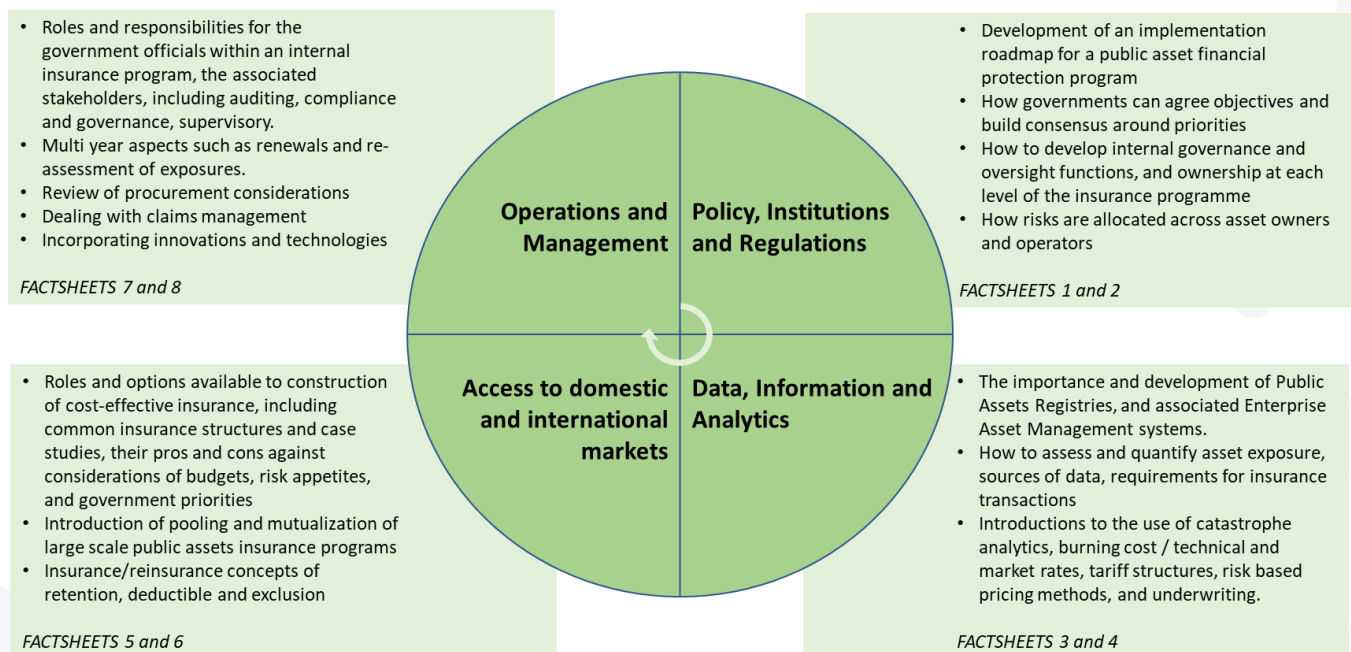 • Roles and responsibilities for the
government officials within an internal
insurance program, the associated
stakeholders, including auditing, compliance
and governance, supervisory.
• Multi year aspects such as renewals and re-
assessment of exposures.
• Review of procurement considerations
• Dealing with claims management
• Incorporating innovations and technologies
FACTSHEETS 7 and 8
Operations and
Management
Policy, Institutions
and Regulations
• Development of an implementation
roadmap for a public asset financial
protection program
• How governments can agree objectives and
build consensus around priorities
• How to develop internal governance and
oversight functions, and ownership at each
level of the insurance programme
• How risks are allocated across asset owners
and operators
FACTSHEETS 1 and 2
• Roles and options available to construction
of cost-effective insurance, including
common insurance structures and case
studies, their pros and cons against
considerations of budgets, risk appetites,
and government priorities
• Introduction of pooling and mutualization of
large scale public assets insurance programs
• Insurance/reinsurance concepts of
retention, deductible and exclusion
FACTSHEETS 5 and 6
Access to domestic
and international
markets
Data, Information and
Analytics
• The importance and development of Public
Assets Registries, and associated Enterprise
Asset Management systems.
• How to assess and quantify asset exposure,
sources of data, requirements for insurance
transactions
• Introductions to the use of catastrophe
analytics, burning cost / technical and
market rates, tariff structures, risk based
pricing methods, and underwriting.
FACTSHEETS 3 and 4